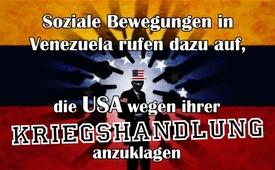 Soziale Bewegungen in
Venezuela rufen dazu auf,
die USA wegen ihrer
KRIEGSHANDLUNG
anzuklagen